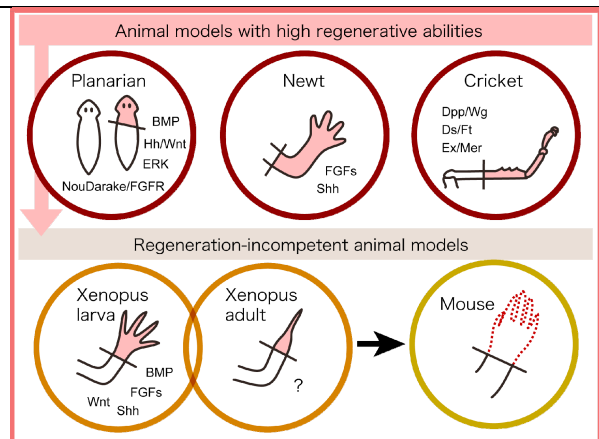 Animal models with high regenerative abilities
Planarian
BMP
Hh/Wnt
ERK
NouDarake/FGFR
Newt
FGFs
Shh
Cricket
Dpp/Wg
Ds/Ft
Ex/Mer
Regeneration-incompetent animal models
Xenopus
larva
BMP
FGFs
Wnt
Shh
Xenopus
adult
?
Mouse